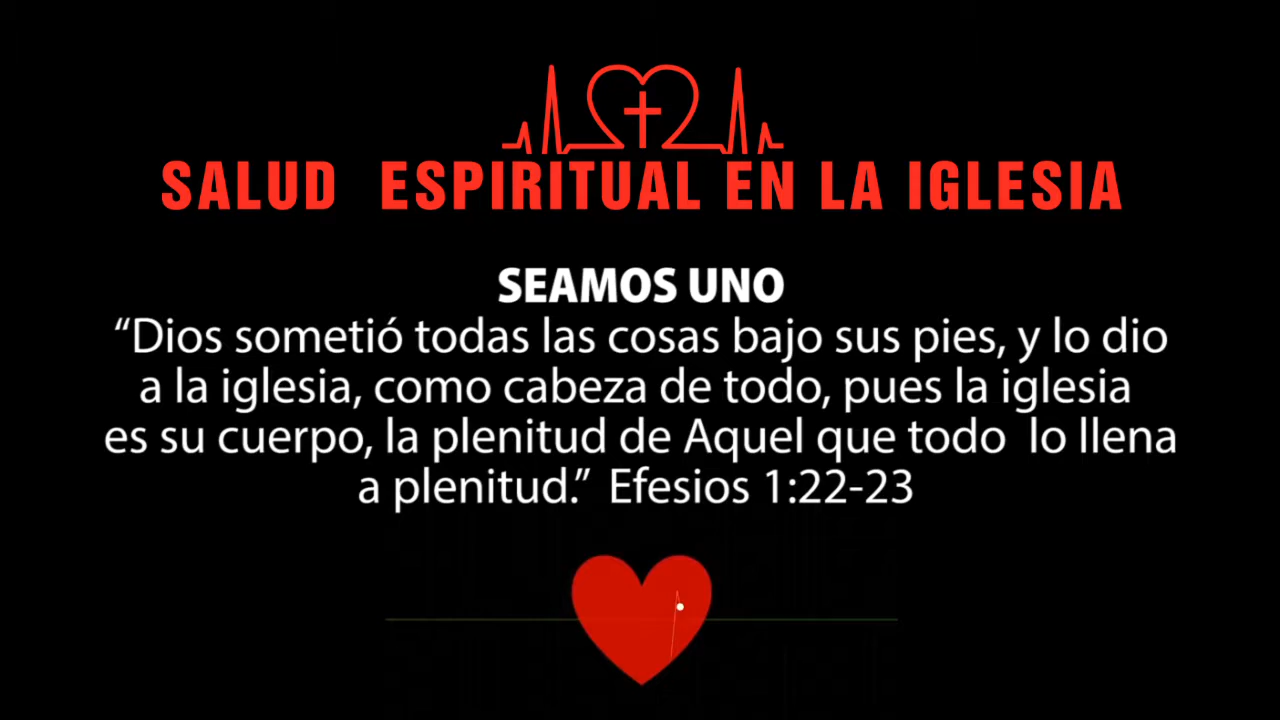 SALUD ESPIRITUAL EN LA IGLESIA
SEAMOS UNO
“Dios sometió todas las cosas bajo sus pies, y lo dio
a la iglesia, como cabeza de todo, pues la iglesia
es su cuerpo, la plenitud de Aquel que todo lo llena
a plenitud.” Efesios 1:22-23